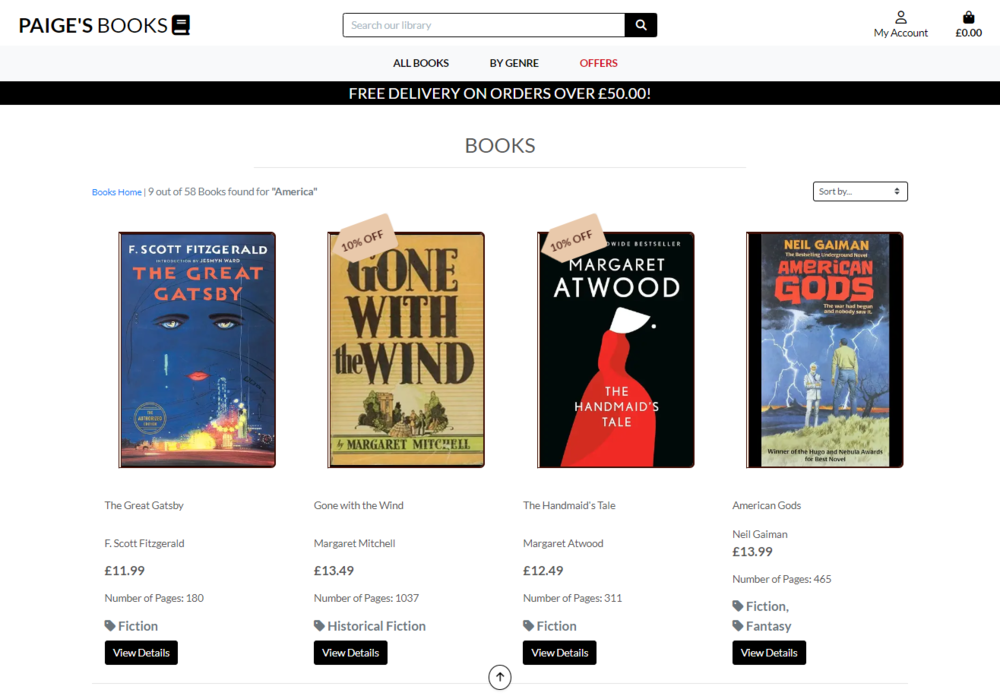 PAIGE'S BOOKS
Search our library
My Account
£0.00
ALL BOOKS
BY GENRE
OFFERS
FREE DELIVERY ON ORDERS OVER £50.00!
BOOKS
Books Home | 9 out of 58 Books found for "America"
Sort by...
F. SCOTT FITZGERALD
INTRODUCTION BY JESMYN WARD
THE GREAT
GATSBY
THE
AUTHORIZED
EDITION
10% OFF
GONE
WITH
the WIND
by MARGARET MITCHELL
10% OFF
BESTSELLER
MARGARET
ATWOOD
THE
HANDMAID'S
TALE
NEIL GAIMAN
The Bestselling Underground Novel
AMERICAN
GODS
The war had begun
and nobody saw it.
Winner of the Hugo and Nebula Awards
for Best Novel
The Great Gatsby
F. Scott Fitzgerald
£11.99
Number of Pages: 180
Fiction
View Details
Gone with the Wind
Margaret Mitchell
£13.49
Number of Pages: 1037
Historical Fiction
View Details
The Handmaid's Tale
Margaret Atwood
£12.49
Number of Pages: 311
Fiction
View Details
American Gods
Neil Gaiman
£13.99
Number of Pages: 465
Fiction,
Fantasy
View Details